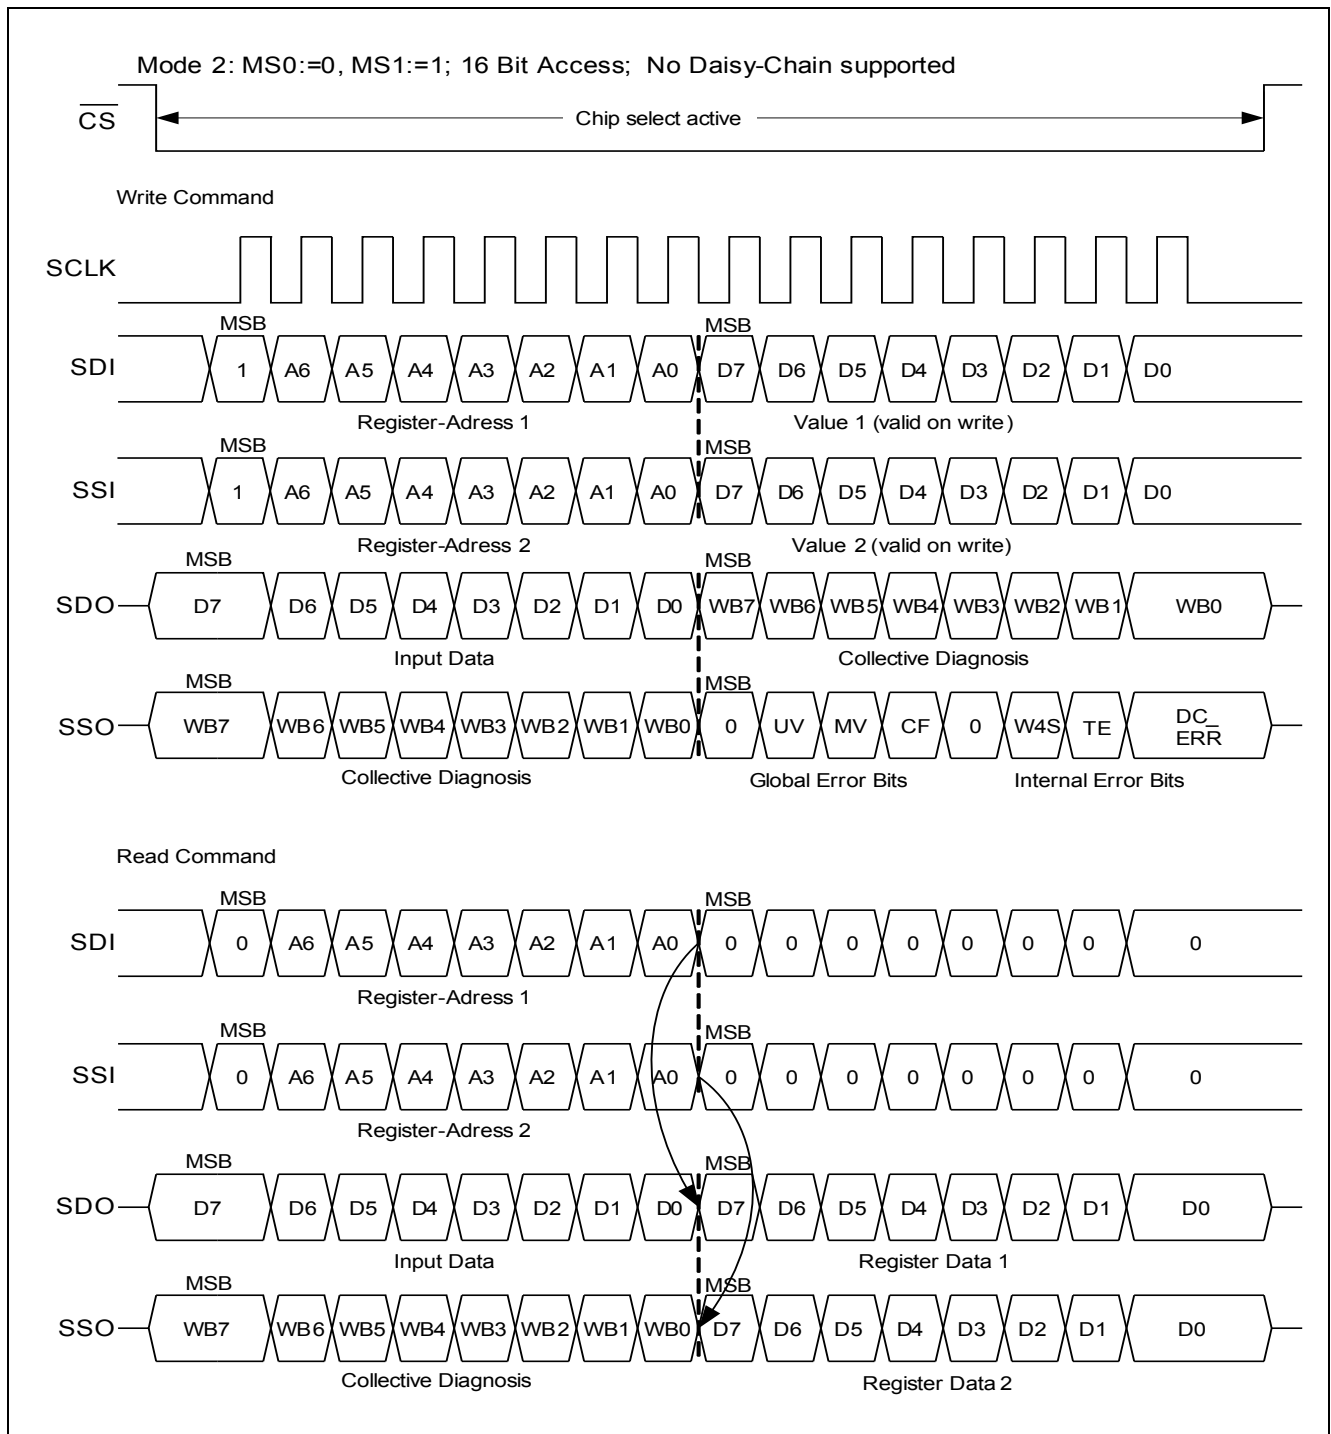 Mode 2: MS0:=0, MS1:=1; 16 Bit Access; No Daisy-Chain supported
CS
Chip select active
Write Command
SCLK
MSB MSB
SDI 1 A6 A5 A4 A3 A2 A1 A0 D7 D6 D5 D4 D3 D2 D1 D0
Register-Adress 1 Value 1 (valid on write)
MSB MSB
SSI 1 A6 A5 A4 A3 A2 A1 A0 D7 D6 D5 D4 D3 D2 D1 D0
Register-Adress 2 Value 2 (valid on write)
MSB MSB
SDO D7 D6 D5 D4 D3 D2 D1 D0 WB7 WB6 WB5 WB4 WB3 WB2 WB1 WB0
Input Data Collective Diagnosis
MSB MSB
SSO WB7 WB6 WB5 WB4 WB3 WB2 WB1 WB0 0 UV MV CF 0 W4S TE DC_
ERR
Collective Diagnosis Global Error Bits Internal Error Bits
Read Command
MSB MSB
SDI 0 A6 A5 A4 A3 A2 A1 A0 0 0 0 0 0 0 0 0
Register-Adress 1
MSB MSB
SSI 0 A6 A5 A4 A3 A2 A1 A0 0 0 0 0 0 0 0 0
Register-Adress 2
MSB MSB
SDO D7 D6 D5 D4 D3 D2 D1 D0 D7 D6 D5 D4 D3 D2 D1 D0
Input Data Register Data 1
MSB MSB
SSO WB7 WB6 WB5 WB4 WB3 WB2 WB1 WB0 D7 D6 D5 D4 D3 D2 D1 D0
Collective Diagnosis Register Data 2